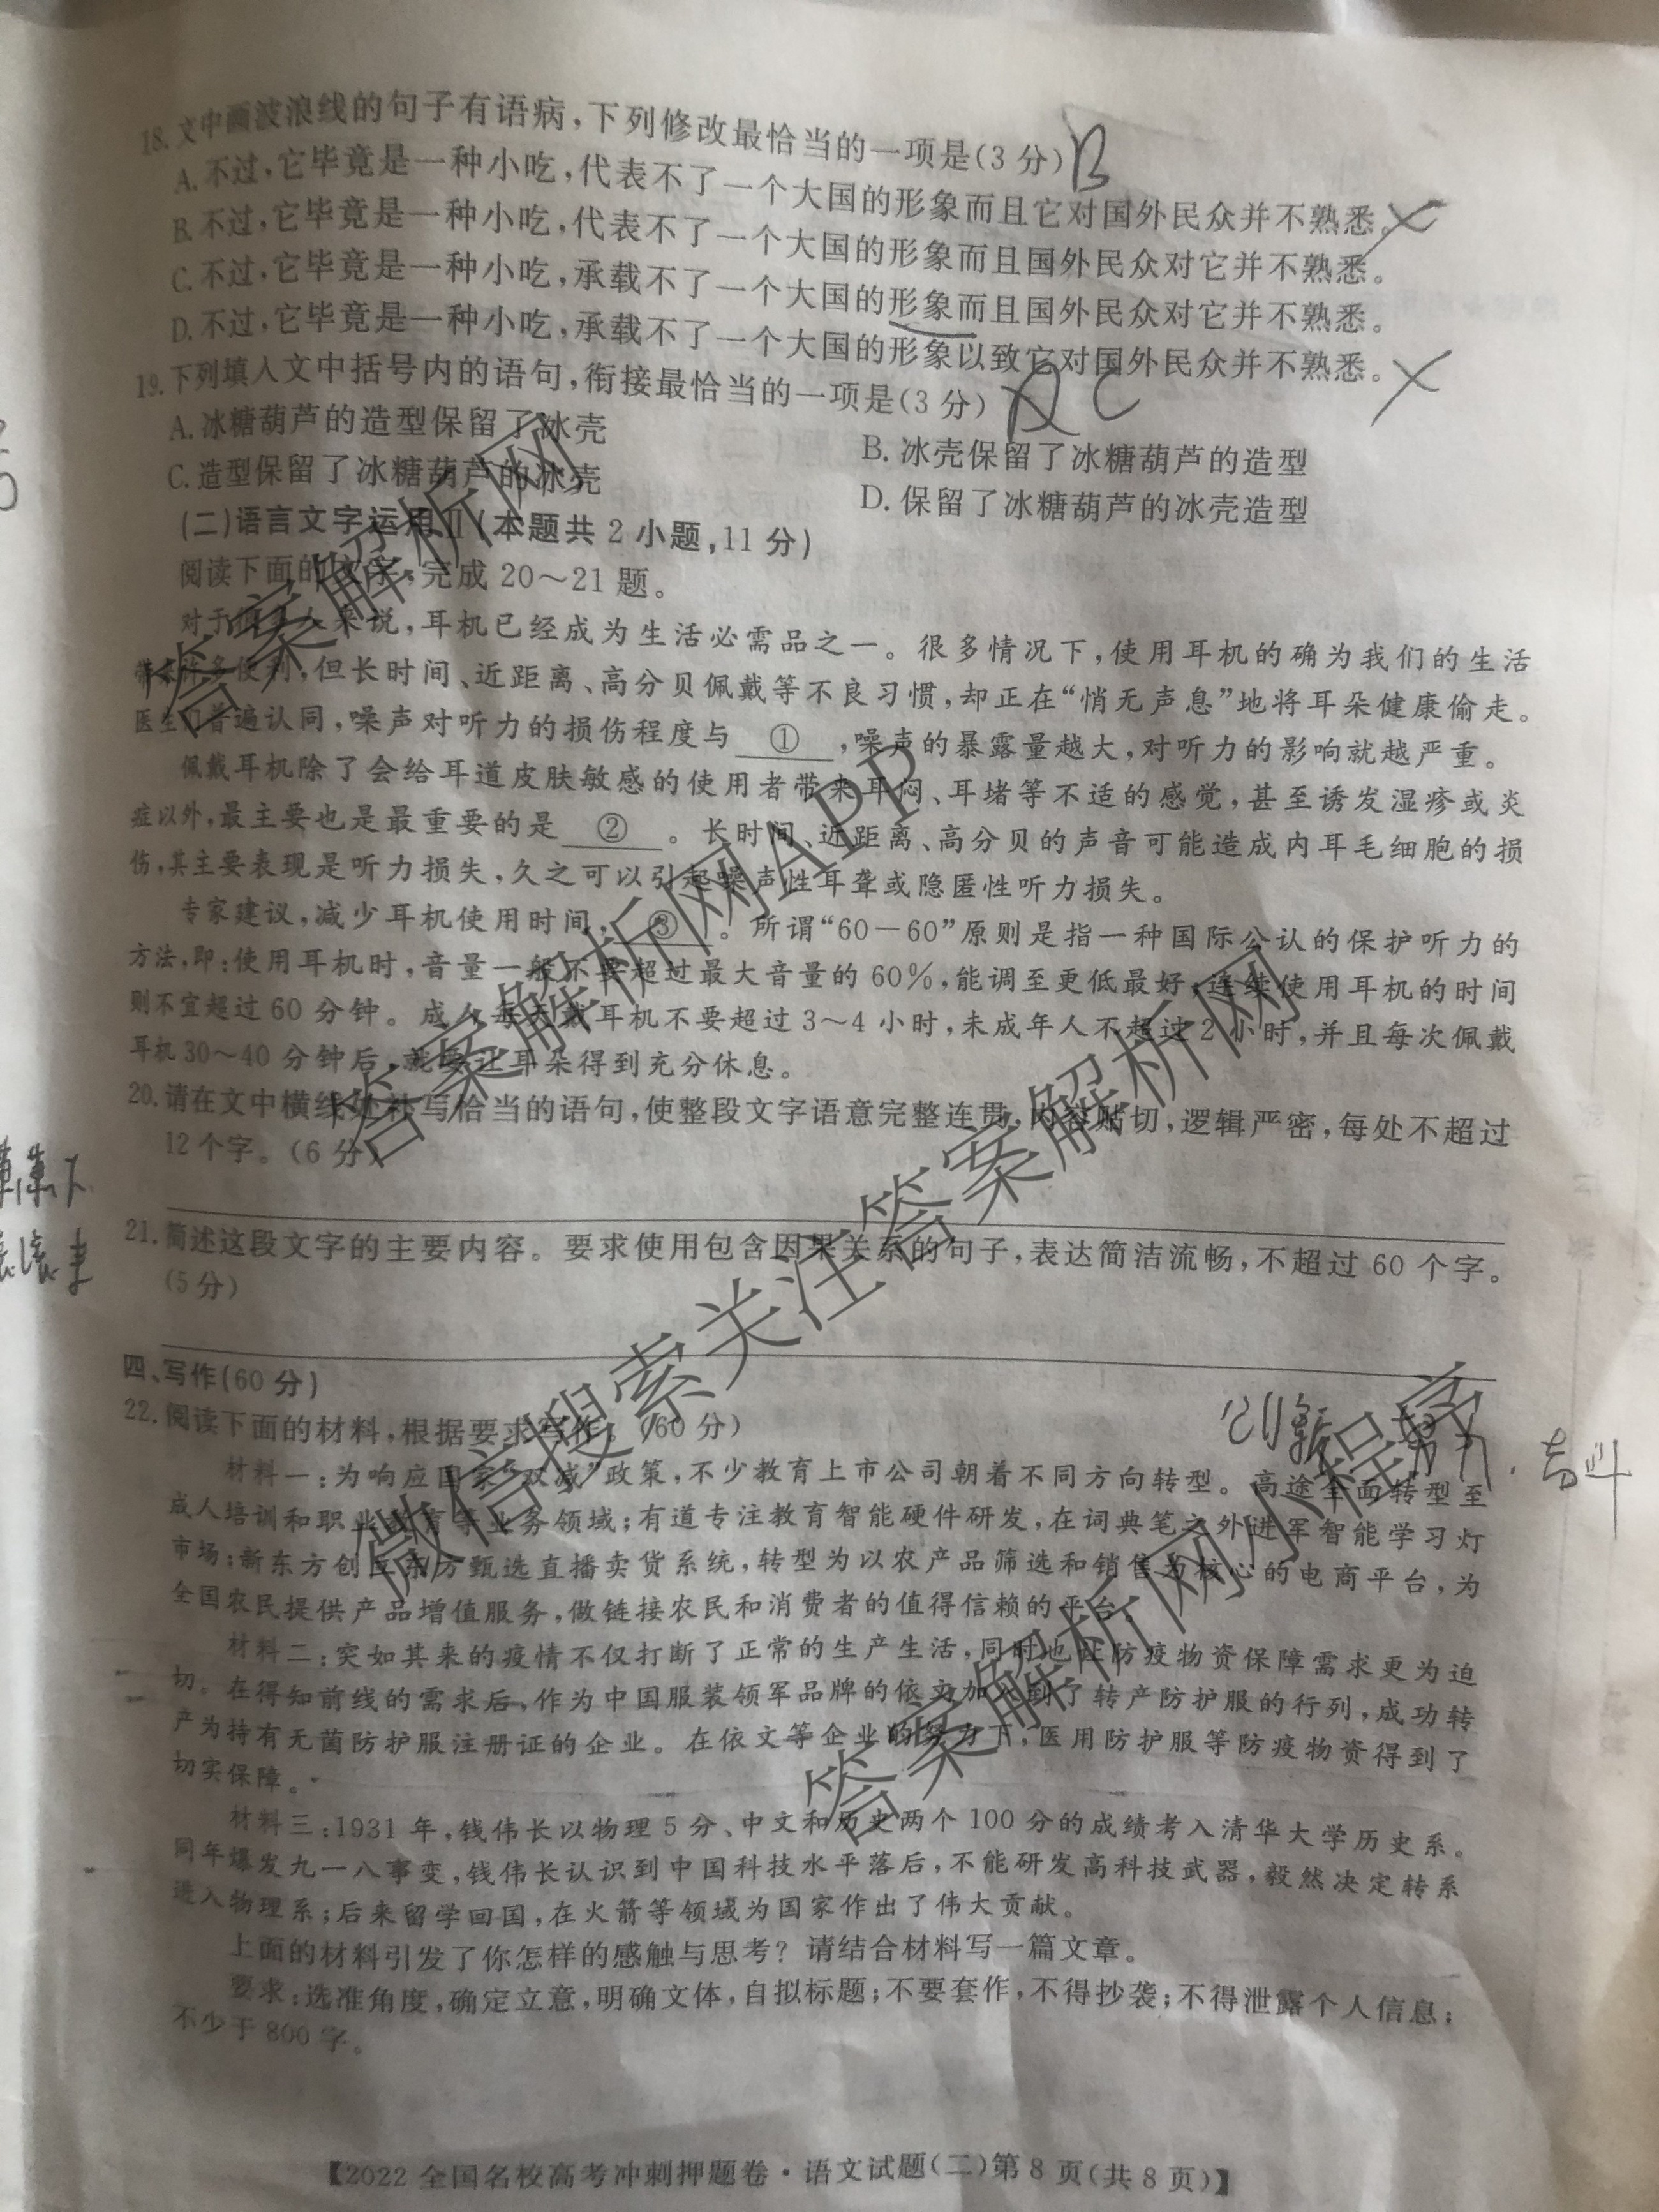 18. 文中画波浪线的句子有语病,下列修改最恰当的一项是(3分) B
A. 不过,它毕竟是一种小吃,代表不了一个大国的形象而且它对国外民众并不熟悉。
B. 不过,它毕竟是一种小吃,代表不了一个大国的形象而且国外民众对它并不熟悉。
C. 不过,它毕竟是一种小吃,承载不了一个大国的形象而且国外民众对它并不熟悉。
D. 不过,它毕竟是一种小吃,承载不了一个大国的形象以致它对国外民众并不熟悉。
19. 下列填入文中括号内的语句,衔接最恰当的一项是(3分) C
A. 冰糖葫芦的造型保留了冰壳
B. 冰壳保留了冰糖葫芦的造型
C. 造型保留了冰糖葫芦的冰壳
D. 保留了冰糖葫芦的冰壳造型
(二)语言文字运用Ⅱ(本题共2小题,11分)
阅读下面的文字,完成20~21题。
对于很多人来说,耳机已经成为生活必需品之一。很多情况下,使用耳机的确为我们的生活
带来许多便利,但长时间、近距离、高分贝佩戴等不良习惯,却正在“悄无声息”地将耳朵健康偷走。
医生们普遍认同,噪声对听力的损伤程度与 ① ,噪声的暴露量越大,对听力的影响就越严重。
佩戴耳机除了会给耳道皮肤敏感的使用者带来耳闷、耳堵等不适的感觉,甚至诱发湿疹或炎
症以外,最主要也是最重要的是 ② 。长时间、近距离、高分贝的声音可能造成内耳毛细胞的损
伤,其主要表现是听力损失,久之可以引起噪声性耳聋或隐匿性听力损失。
专家建议,减少耳机使用时间, ③ 。所谓“60-60”原则是指一种国际公认的保护听力的
方法,即:使用耳机时,音量一般不要超过最大音量的60%,能调至更低最好,连续使用耳机的时间
则不宜超过60分钟。成人每天戴耳机不要超过3~4小时,未成年人不超过2小时,并且每次佩戴
耳机30~40分钟后,就要让耳朵得到充分休息。
20. 请在文中横线处补写恰当的语句,使整段文字语意完整连贯,内容贴切,逻辑严密,每处不超过
12个字。(6分)
21. 简述这段文字的主要内容。要求使用包含因果关系的句子,表达简洁流畅,不超过60个字。
(5分)
四、写作(60分)
22. 阅读下面的材料,根据要求写作。(60分)
材料一:为响应国家“双减”政策,不少教育上市公司朝着不同方向转型。高途全面转型至
成人培训和职业教育等业务领域;有道专注教育智能硬件研发,在词典笔之外进军智能学习灯
市场;新东方创立东方甄选直播卖货系统,转型为以农产品筛选和销售为核心的电商平台,为
全国农民提供产品增值服务,做链接农民和消费者的值得信赖的平台。
材料二:突如其来的疫情不仅打断了正常的生产生活,同时也让防疫物资保障需求更为迫
切。在得知前线的需求后,作为中国服装领军品牌的依文加入到了转产防护服的行列,成功转
产为持有无菌防护服注册证的企业。在依文等企业的努力下,医用防护服等防疫物资得到了
切实保障。
材料三:1931年,钱伟长以物理5分、中文和历史两个100分的成绩考入清华大学历史系。
同年爆发九一八事变,钱伟长认识到中国科技水平落后,不能研发高科技武器,毅然决定转系
进入物理系;后来留学回国,在火箭等领域为国家作出了伟大贡献。
上面的材料引发了你怎样的感触与思考?请结合材料写一篇文章。
要求:选准角度,确定立意,明确文体,自拟标题;不要套作,不得抄袭;不得泄露个人信息;
不少于800字。
【2022全国名校高考冲刺押题卷·语文试题(二)第8页(共8页)】
答案解析网
答案解析网APP
微信搜索关注答案解析网
答案解析网小程序